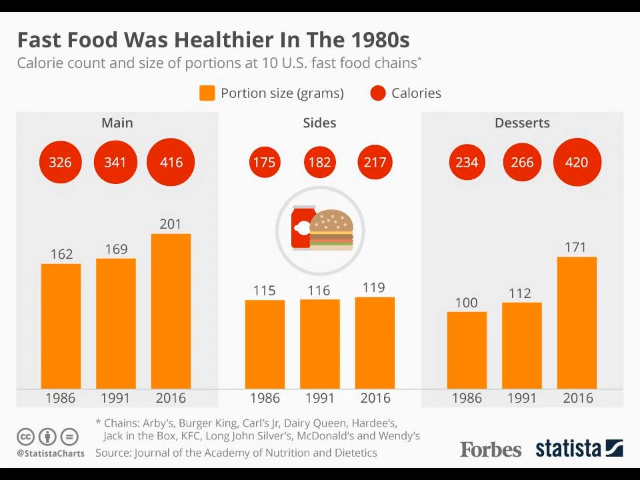 Fast Food Was Healthier In The 1980s
Calorie count and size of portions at 10 U.S. fast food chains*
Portion size (grams) Calories
Main Sides Desserts
326 341 416 175 182 217 234 266 420
162 169 201 115 116 119 100 112 171
1986 1991 2016 1986 1991 2016 1986 1991 2016
* Chains: Arby's, Burger King, Carl's Jr, Dairy Queen, Hardee's,
Jack in the Box, KFC, Long John Silver's, McDonald's and Wendy's
@StatistaCharts Source: Journal of the Academy of Nutrition and Dietetics
cc
Forbes statista